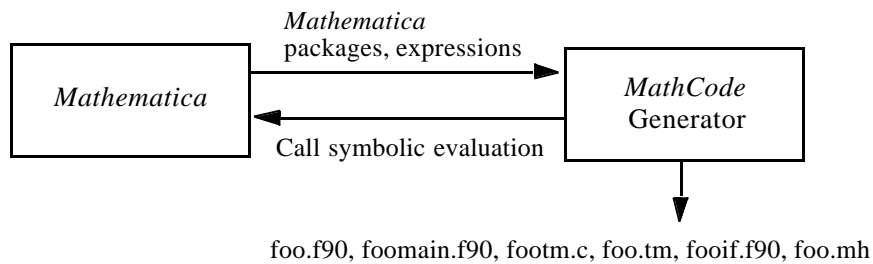 Mathematica
packages, expressions
Mathematica
MathCode
Generator
Call symbolic evaluation
foo.f90, foomain.f90, footm.c, foo.tm, fooif.f90, foo.mh